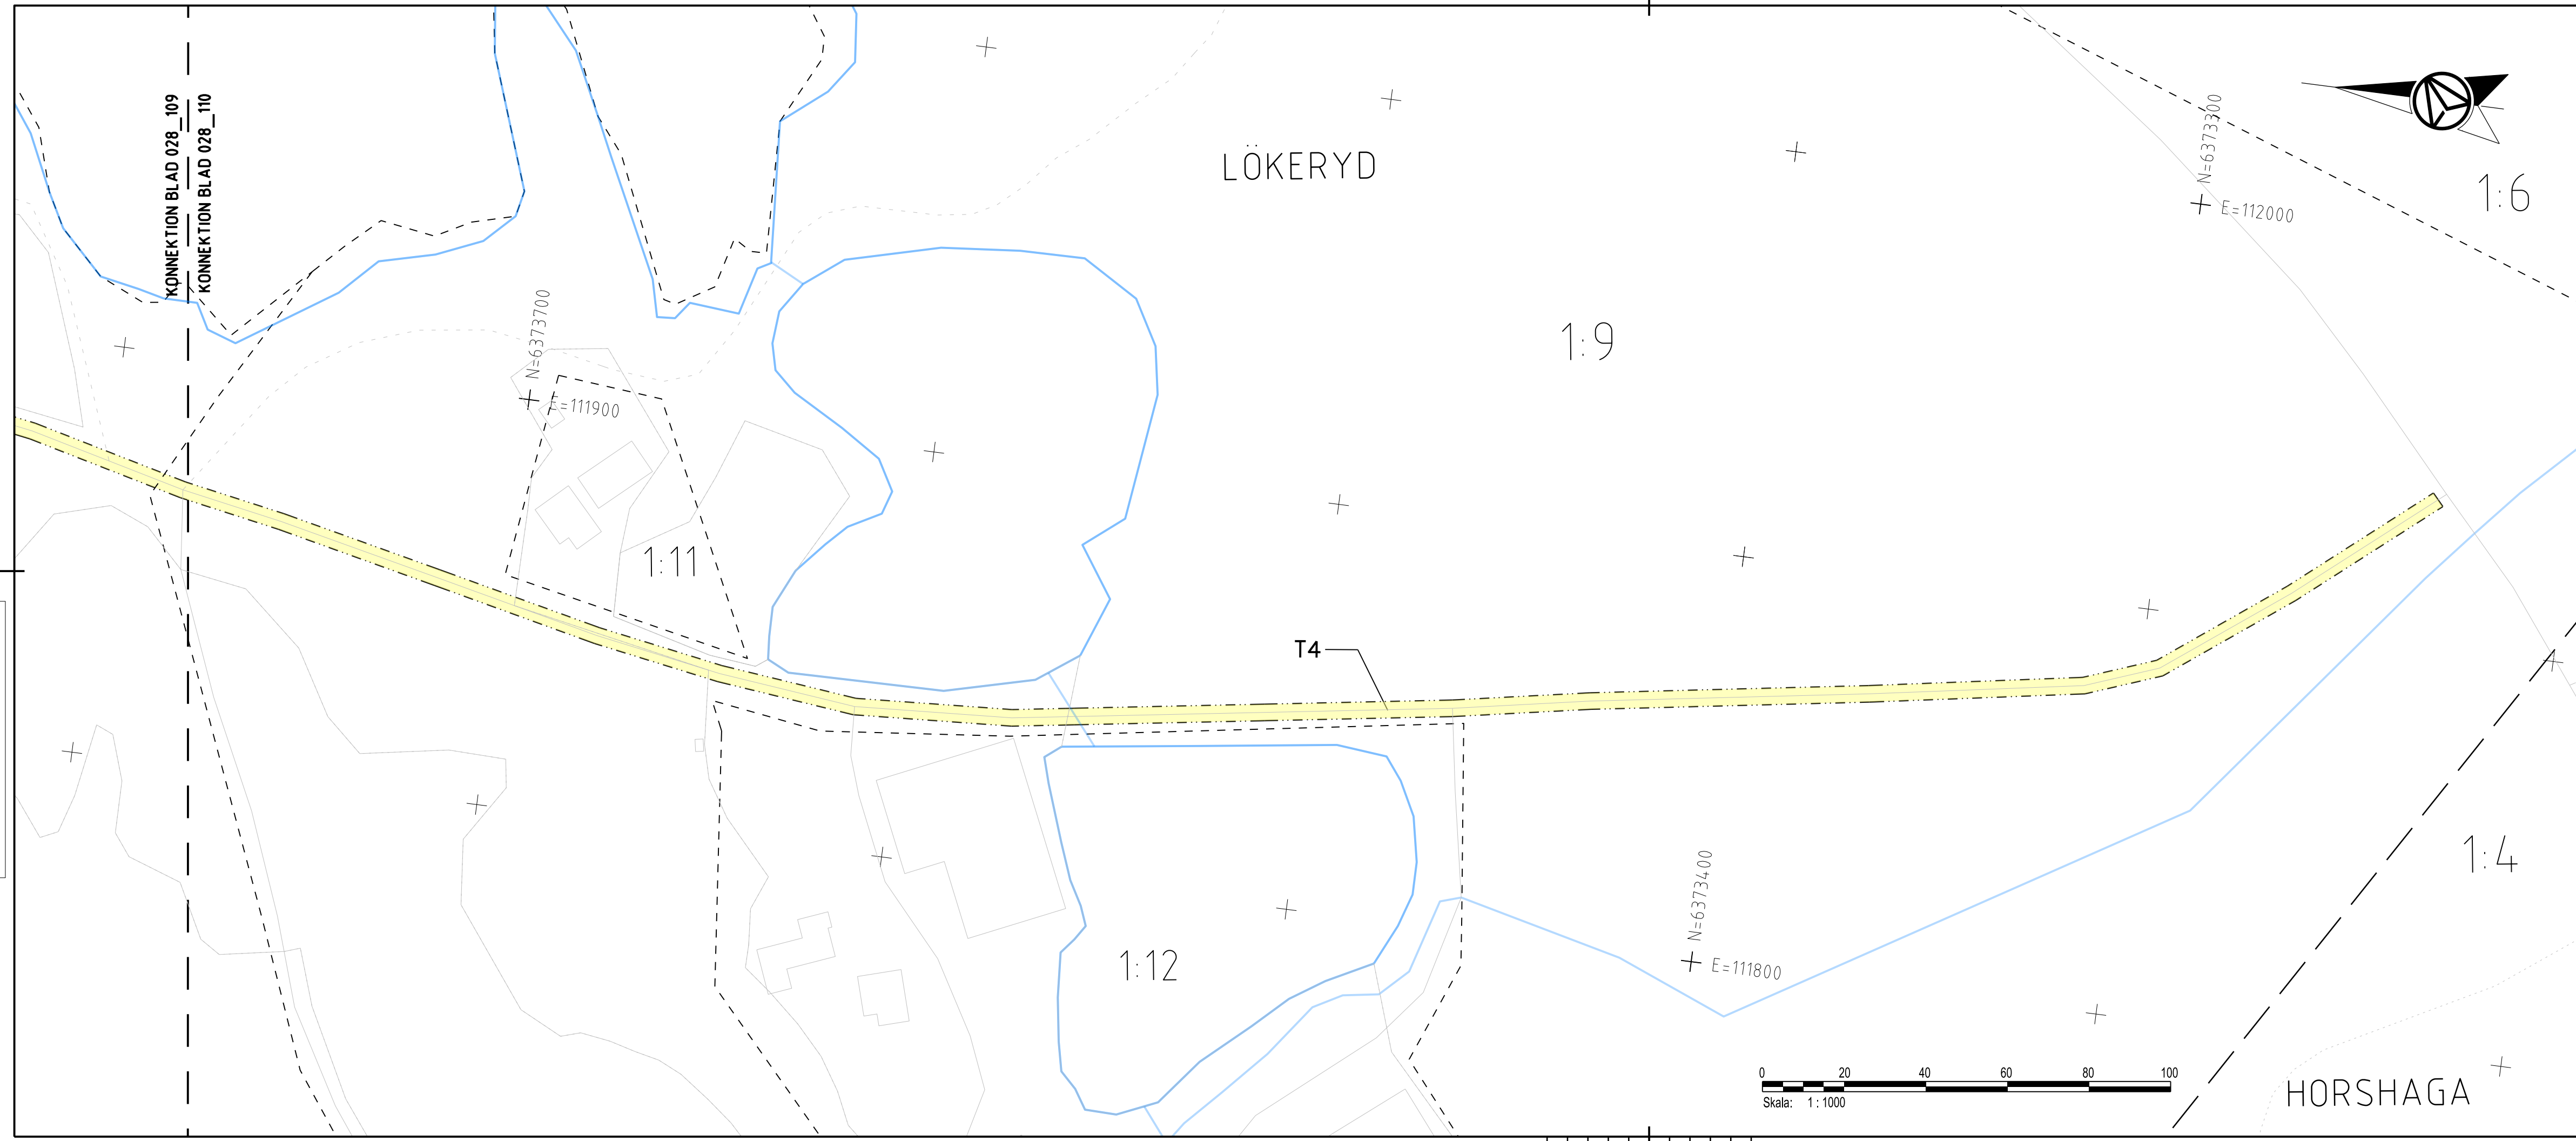 KONNEKTION BLAD 028_109
KONNEKTION BLAD 028_110
LÖKERYD
N=6373300
E=112000
1:6
N=6373700
E=111900
1:9
1:11
T4
1:12
N=6373400
E=111800
1:4
0 20 40 60 80 100
Skala: 1 : 1000
HORSHAGA